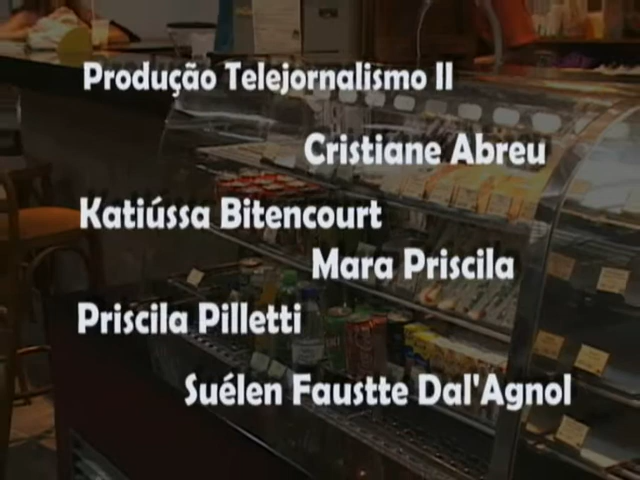 Produção Telejornalismo II
Cristiane Abreu
Katiússa Bitencourt
Mara Priscila
Priscila Pilletti
Suélen Faustte Dal'Agnol